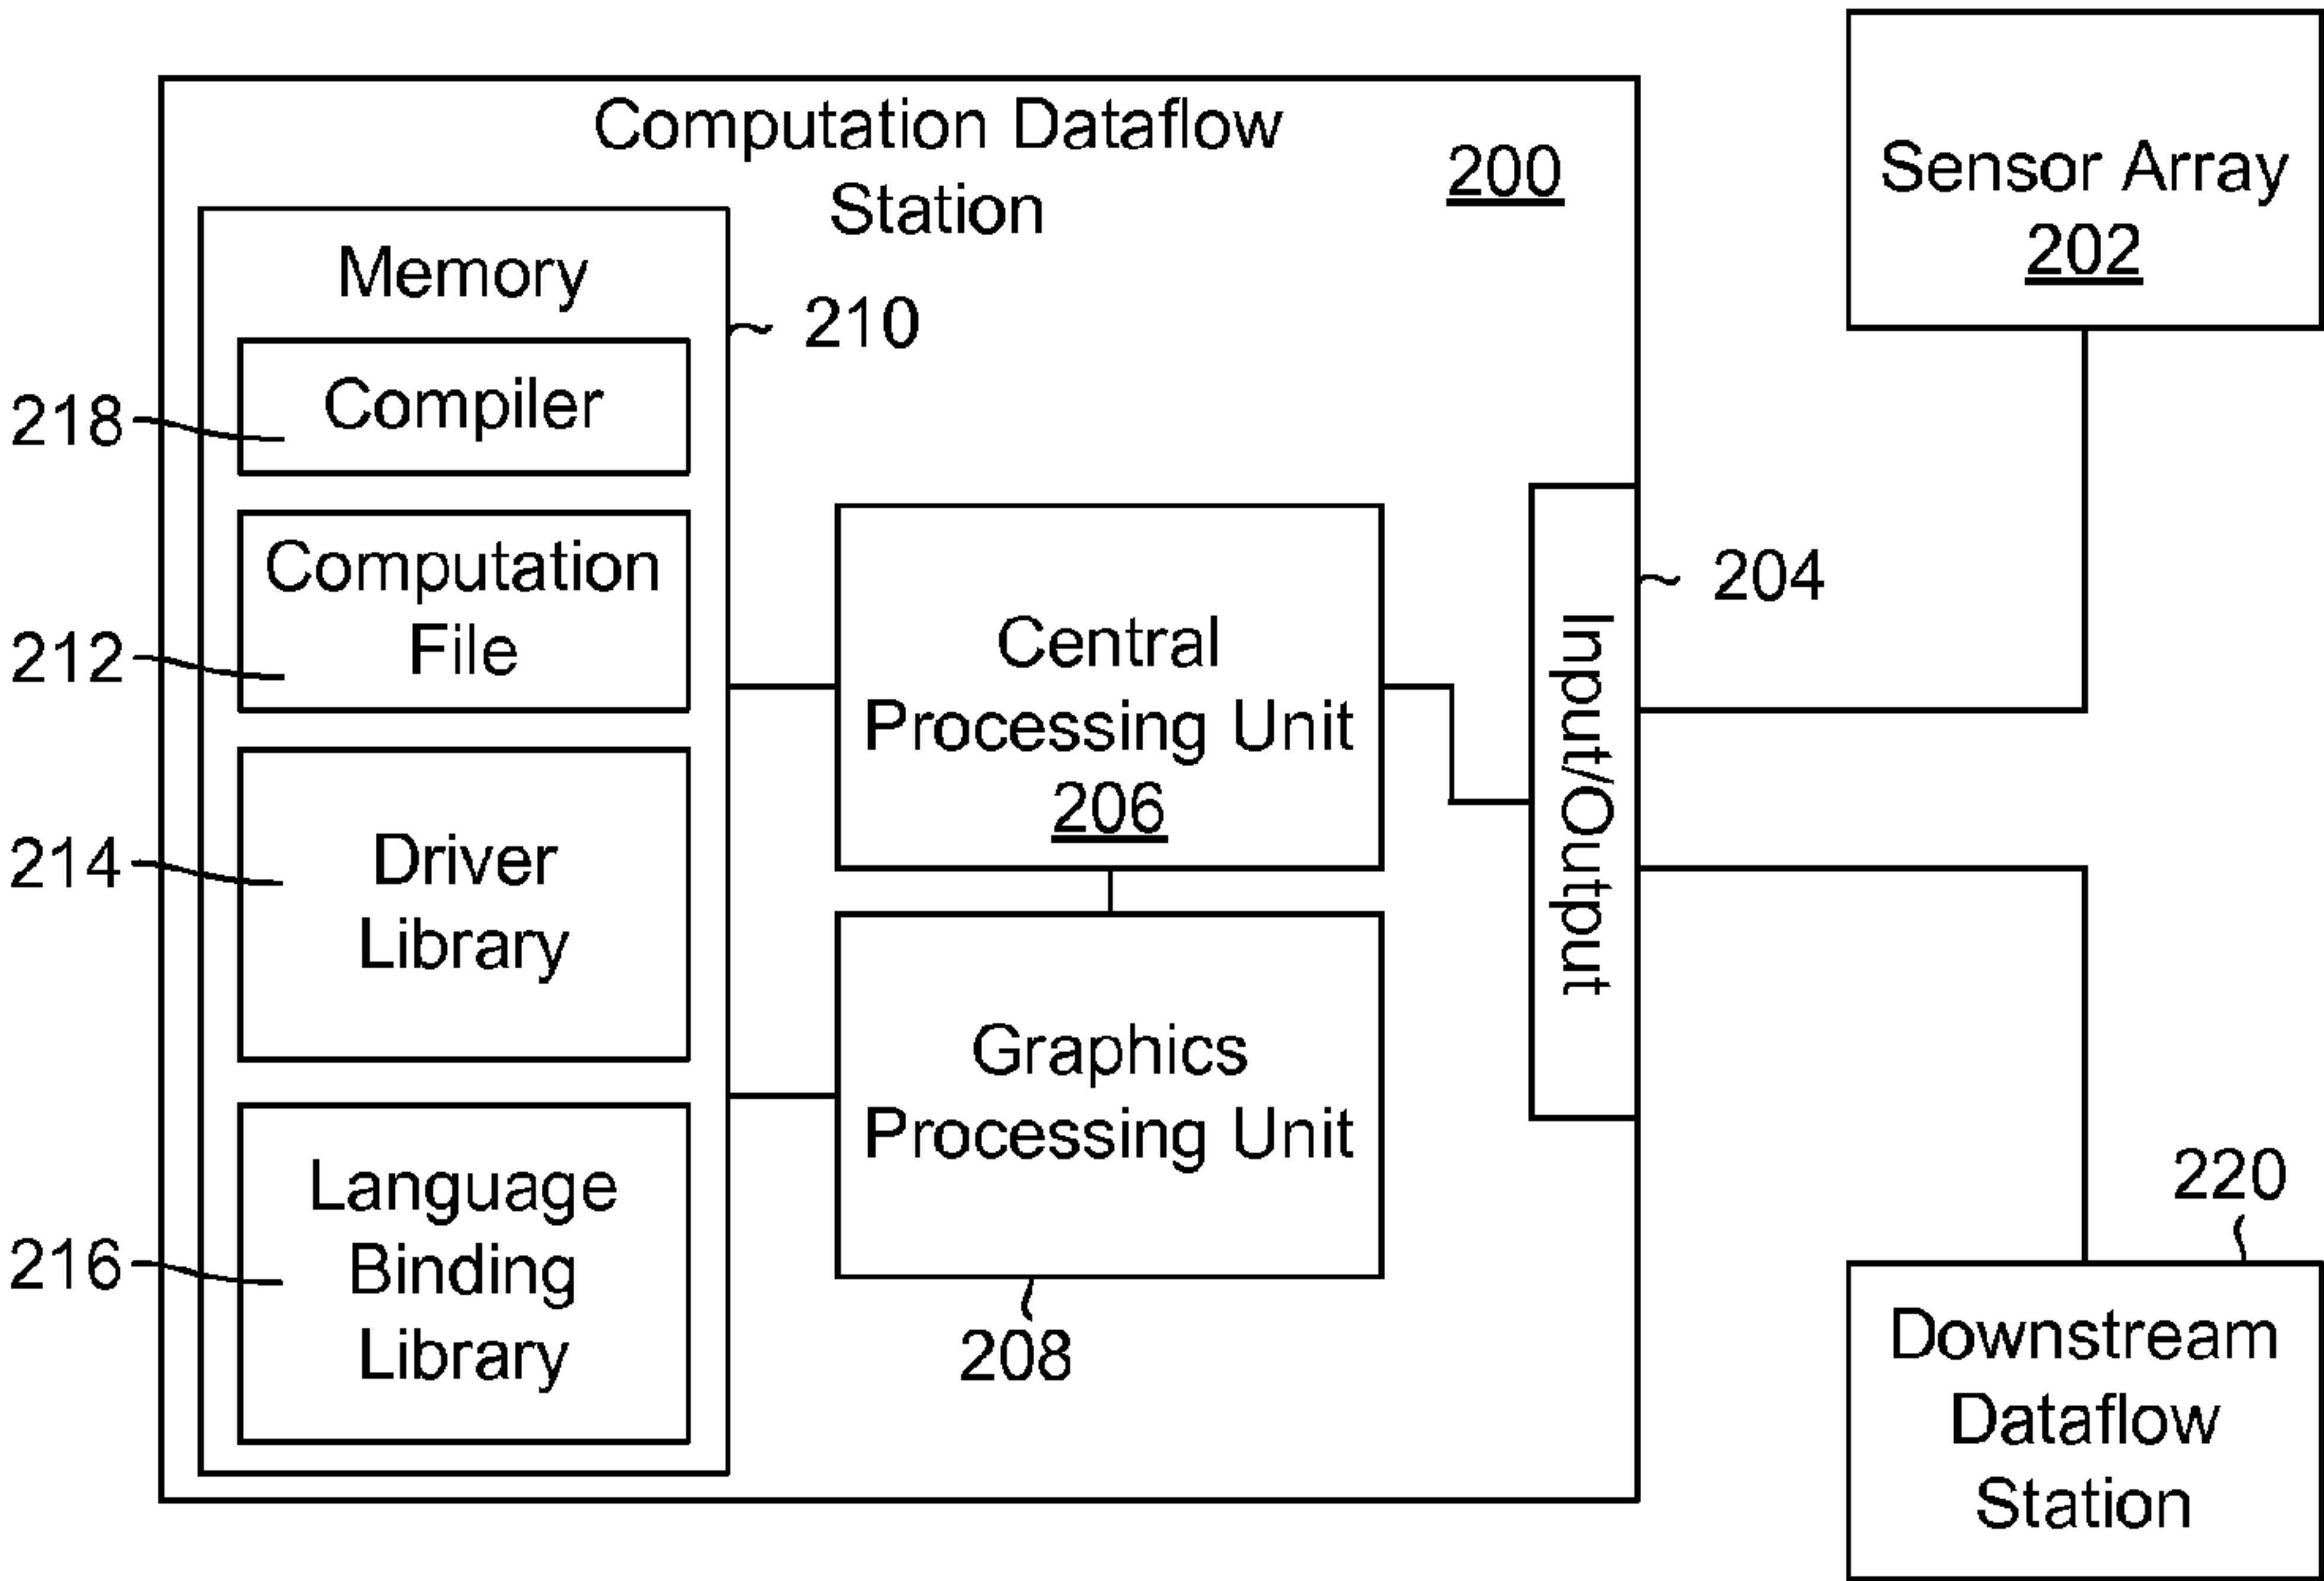 Computation Dataflow
Station
200
Sensor Array
202
Memory
210
218
Compiler
Computation
File
212
204
Central
Processing Unit
206
Input/Output
214
Driver
Library
Graphics
Processing Unit
208
216
Language
Binding
Library
220
Downstream
Dataflow
Station